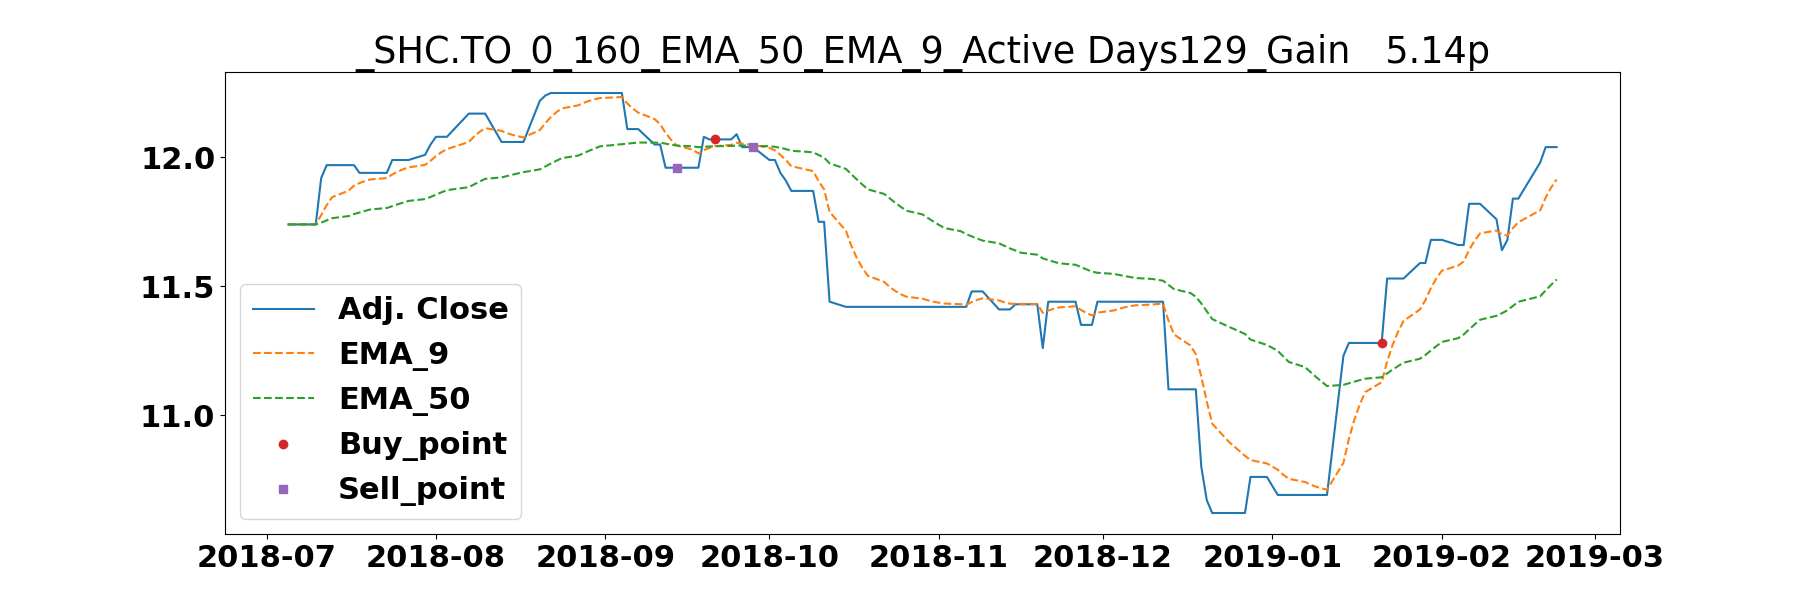 _SHC.TO_0_160_EMA_50_EMA_9_Active Days129_Gain   5.14p
12.0
11.5
11.0
Adj. Close
EMA_9
EMA_50
Buy_point
Sell_point
2018-07 2018-08 2018-09 2018-10 2018-11 2018-12 2019-01 2019-02 2019-03